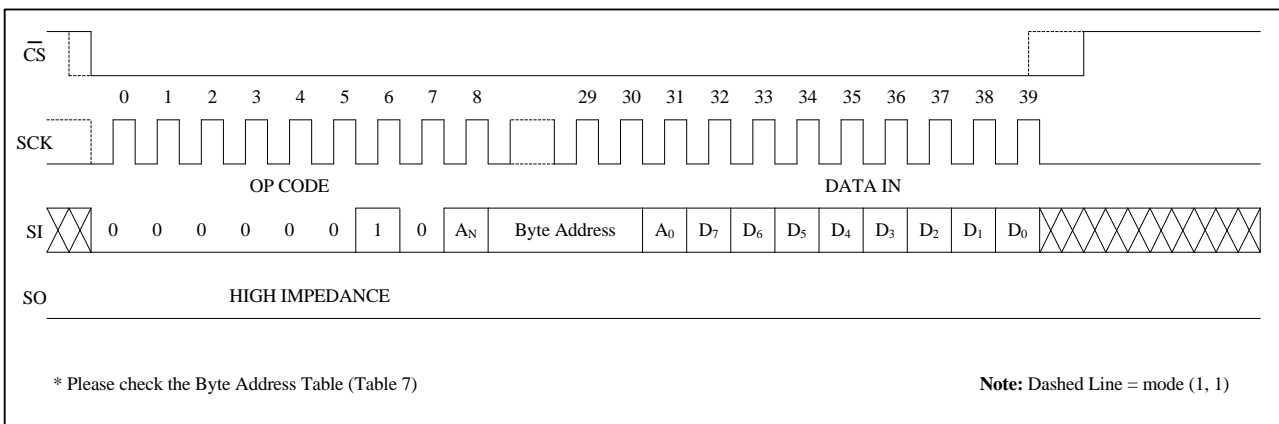 C̅S̅
0 1 2 3 4 5 6 7 8 29 30 31 32 33 34 35 36 37 38 39
SCK
OP CODE DATA IN
SI 0 0 0 0 0 0 1 0 Aₙ Byte Address A₀ D₇ D₆ D₅ D₄ D₃ D₂ D₁ D₀
SO HIGH IMPEDANCE
* Please check the Byte Address Table (Table 7) Note: Dashed Line = mode (1, 1)